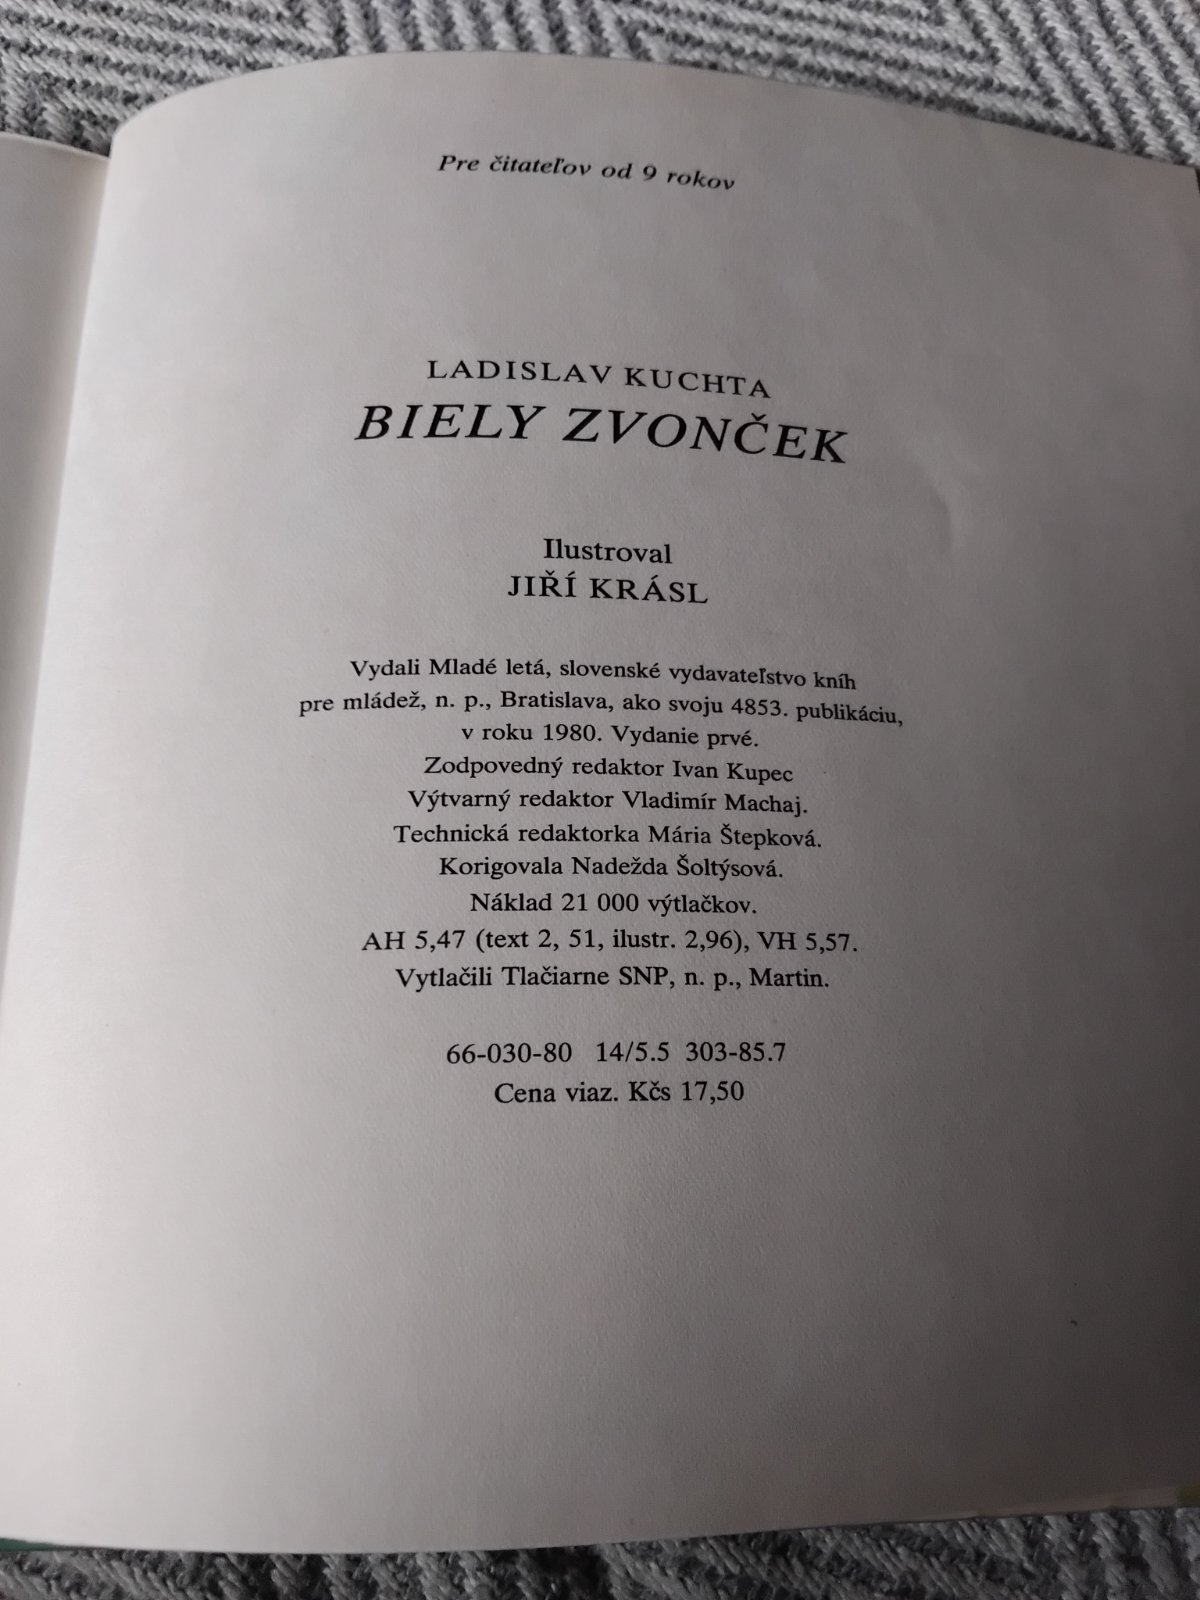 Pre čitateľov od 9 rokov
LADISLAV KUCHTA
BIELY ZVONČEK
Ilustroval
JIŘÍ KRÁSL
Vydali Mladé letá, slovenské vydavateľstvo kníh
pre mládež, n. p., Bratislava, ako svoju 4853. publikáciu,
v roku 1980. Vydanie prvé.
Zodpovedný redaktor Ivan Kupec
Výtvarný redaktor Vladimír Machaj.
Technická redaktorka Mária Štepková.
Korigovala Nadežda Šoltýsová.
Náklad 21 000 výtlačkov.
AH 5,47 (text 2, 51, ilustr. 2,96), VH 5,57.
Vytlačili Tlačiarne SNP, n. p., Martin.
66-030-80 14/5.5 303-85.7
Cena viaz. Kčs 17,50